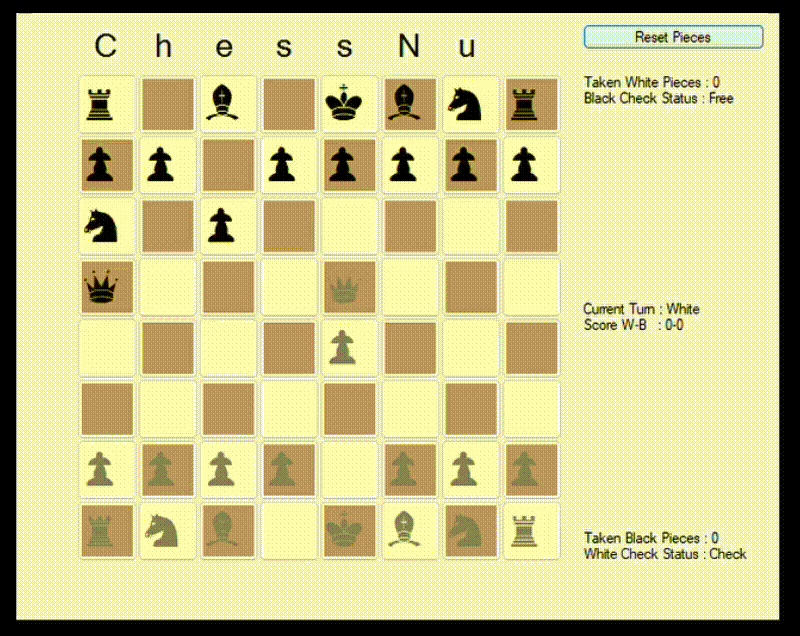 C h e s s N u
Reset Pieces
Taken White Pieces : 0
Black Check Status : Free
Current Turn : White
Score W-B : 0-0
Taken Black Pieces : 0
White Check Status : Check